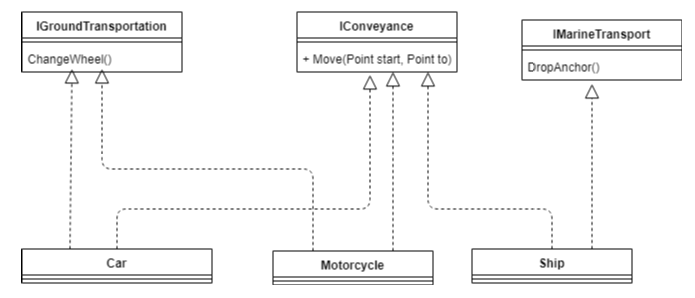 IGroundTransportation
ChangeWheel()
IConveyance
+ Move(Point start, Point to)
IMarineTransport
DropAnchor()
Car
Motorcycle
Ship